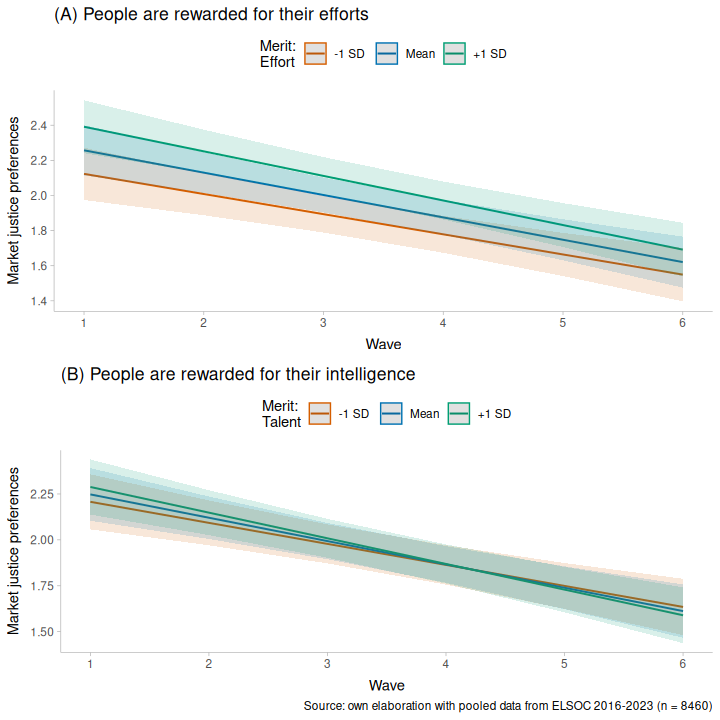 (A) People are rewarded for their efforts
Merit:
Effort
-1 SD
Mean
+1 SD
Market justice preferences
2.4
2.2
2.0
1.8
1.6
1.4
1 2 3 4 5 6
Wave
(B) People are rewarded for their intelligence
Merit:
Talent
-1 SD
Mean
+1 SD
Market justice preferences
2.25
2.00
1.75
1.50
1 2 3 4 5 6
Wave
Source: own elaboration with pooled data from ELSOC 2016-2023 (n = 8460)